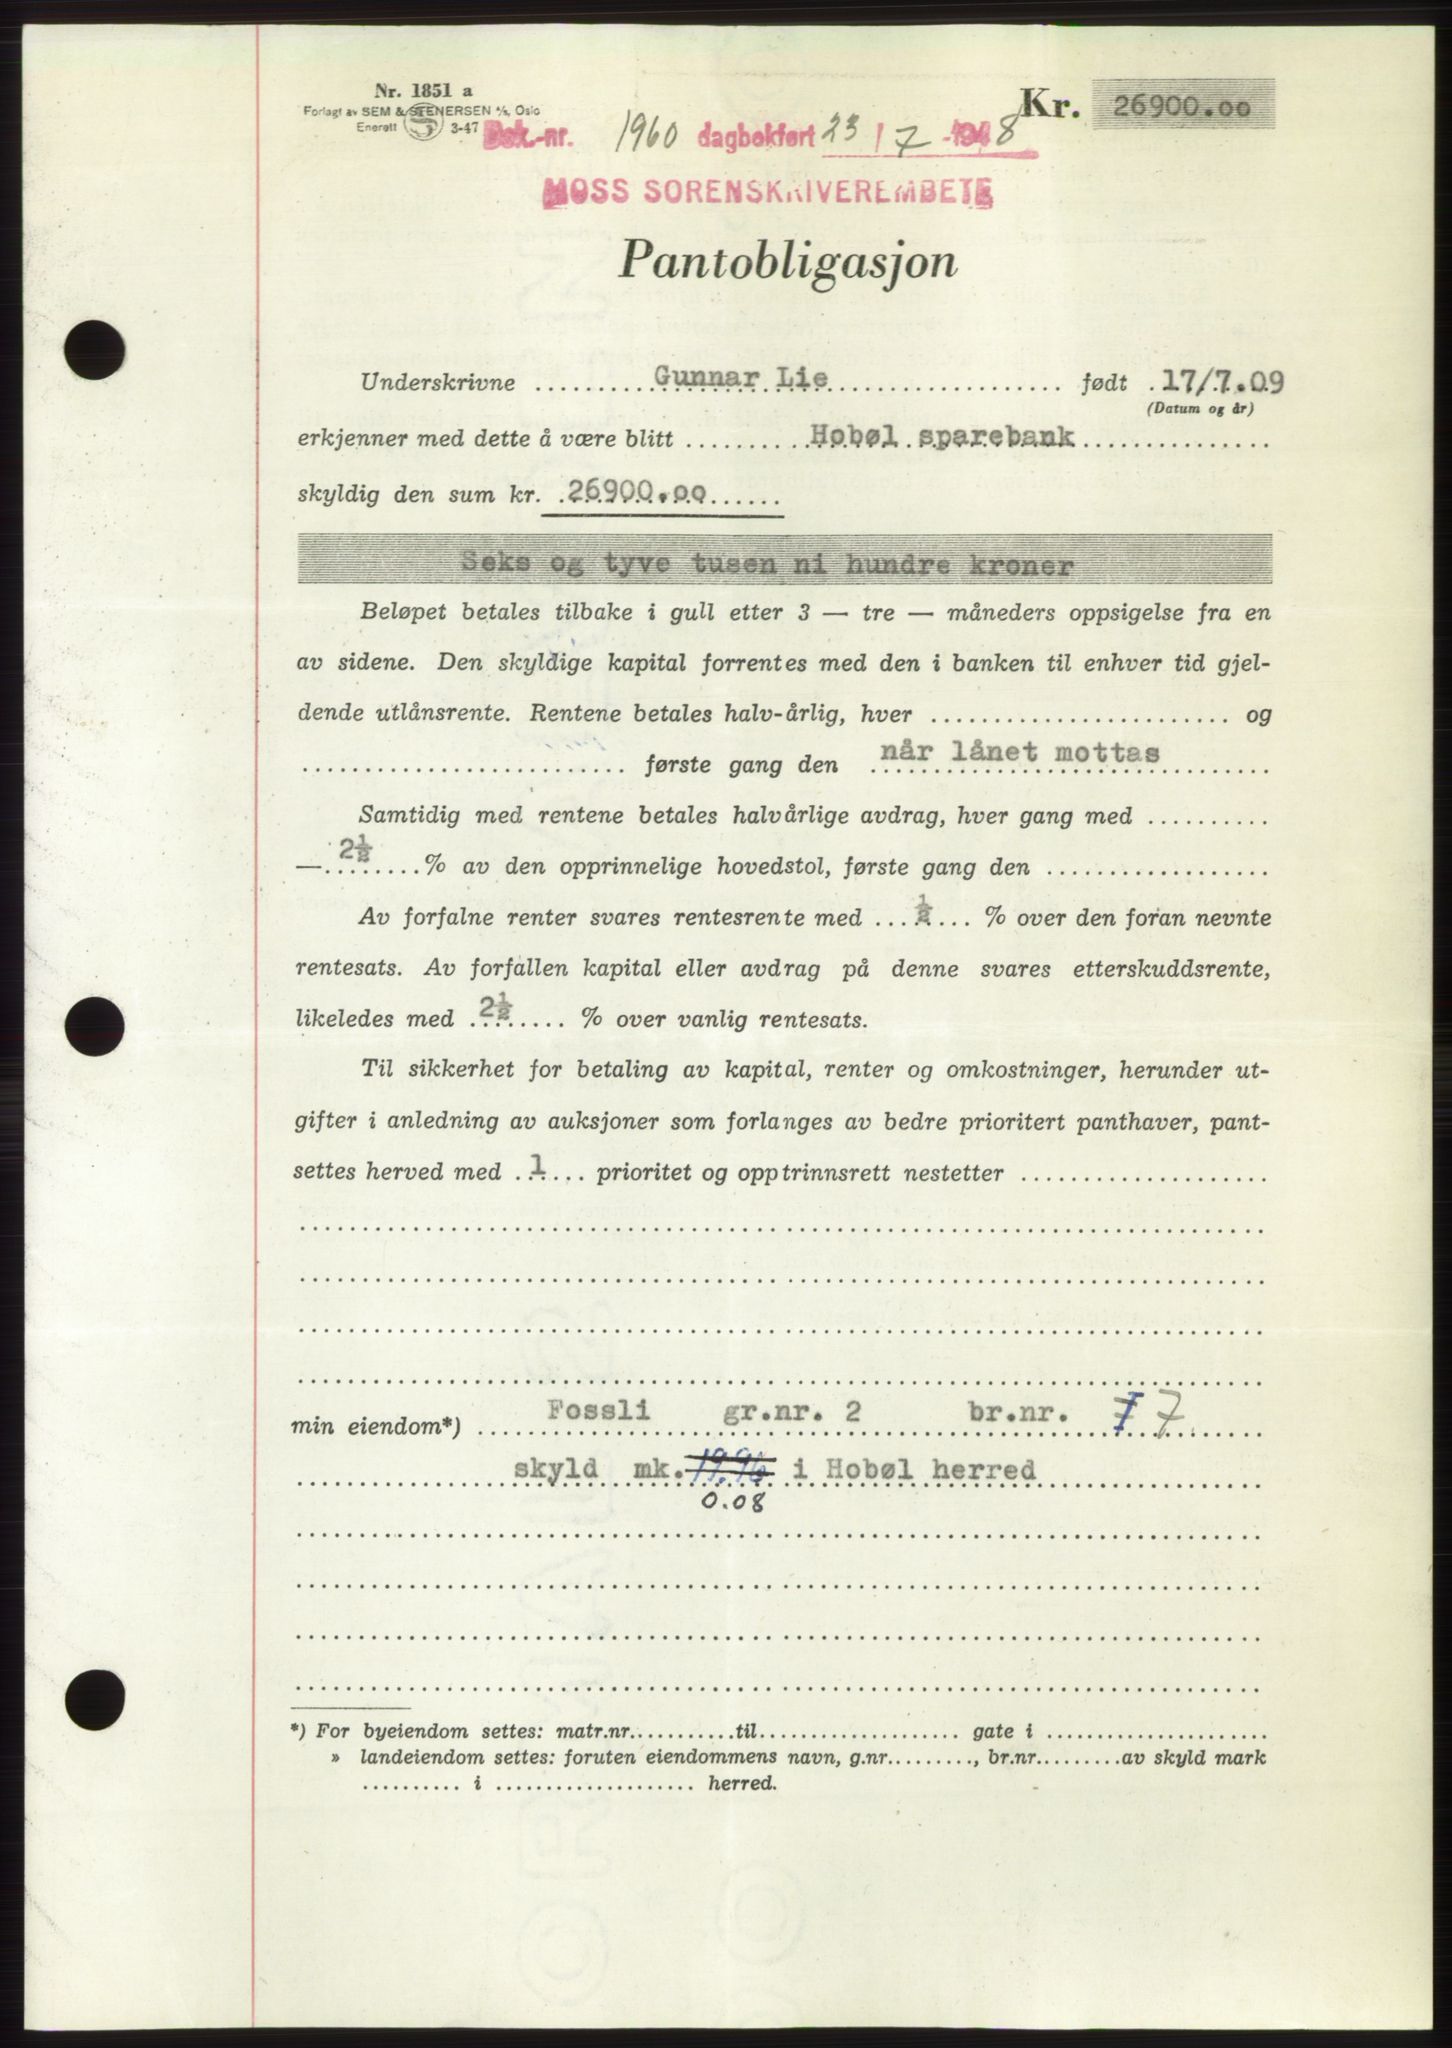 Nr. 1851 a
Forlagt av SEM & STENERSEN A/S, Oslo
Enerett 3-47
Kr. 26900.00
Dok.-nr. 1960 dagbokført 23/7-1948
MOSS SORENSKRIVEREMBETE
Pantobligasjon
Underskrivne Gunnar Lie født 17/7.09
(Datum og år)
erkjenner med dette å være blitt Hobøl sparebank
skyldig den sum kr. 26900.00
Seks og tyve tusen ni hundre kroner
Beløpet betales tilbake i gull etter 3 — tre — måneders oppsigelse fra en
av sidene. Den skyldige kapital forrentes med den i banken til enhver tid gjel-
dende utlånsrente. Rentene betales halv-årlig, hver .......... og
.......... første gang den når lånet mottas
Samtidig med rentene betales halvårlige avdrag, hver gang med ..........
— 2½ % av den opprinnelige hovedstol, første gang den ..........
Av forfalne renter svares rentesrente med ½ % over den foran nevnte
rentesats. Av forfallen kapital eller avdrag på denne svares etterskuddsrente,
likeledes med 2½ % over vanlig rentesats.
Til sikkerhet for betaling av kapital, renter og omkostninger, herunder ut-
gifter i anledning av auksjoner som forlanges av bedre prioritert panthaver, pant-
settes herved med 1 prioritet og opptrinnsrett nestetter ..........
min eiendom*) Fossli gr.nr. 2 br.nr. 77
skyld mk. 19.96 i Hobøl herred
0.08
*) For byeiendom settes: matr.nr..........til.......... gate i ..........
» landeiendom settes: foruten eiendommens navn, g.nr.........., br.nr..........av skyld mark
.......... i .......... herred.